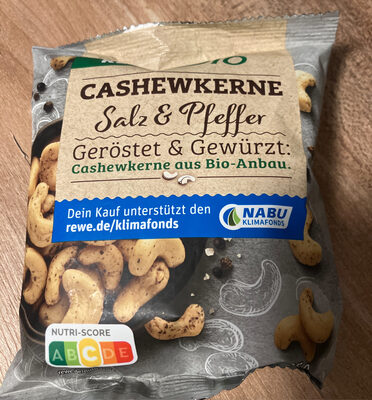 CASHEWKERNE
Salz & Pfeffer
Geröstet & Gewürzt:
Cashewkerne aus Bio-Anbau.
Dein Kauf unterstützt den
rewe.de/klimafonds
NABU
KLIMAFONDS
NUTRI-SCORE
A B C D E